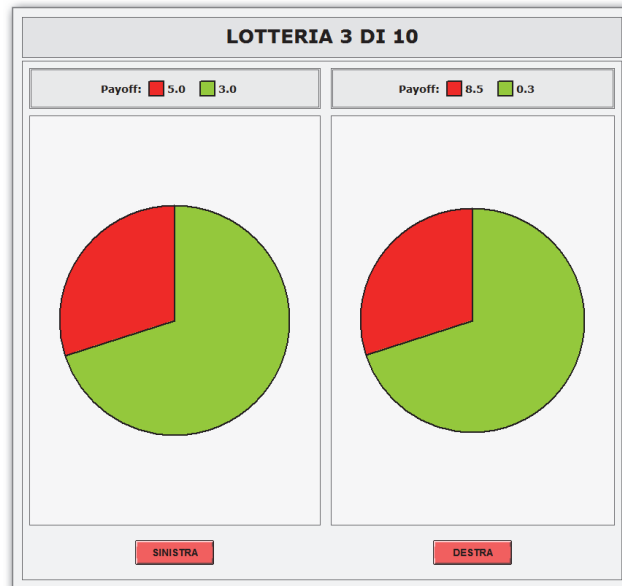 LOTTERIA 3 DI 10
Payoff: 5.0 3.0
Payoff: 8.5 0.3
SINISTRA
DESTRA